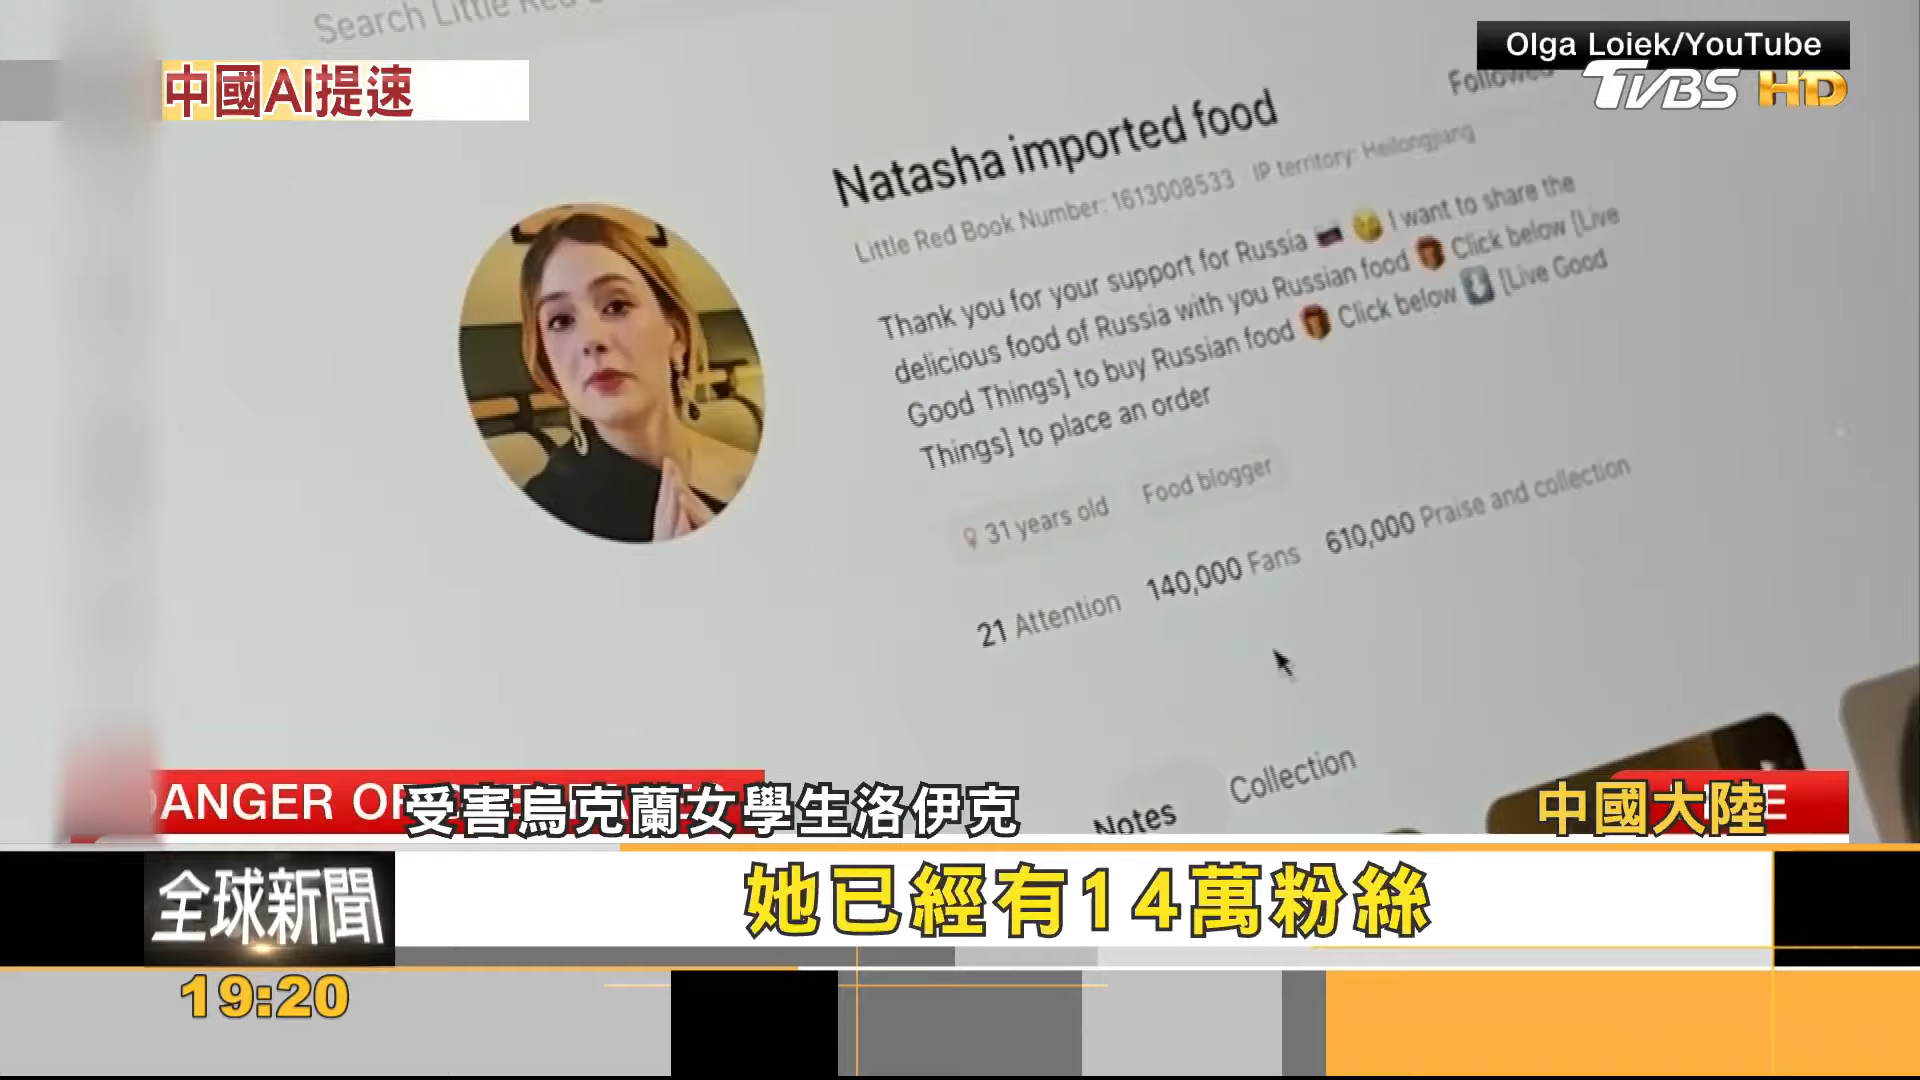 Search Little Red
Olga Loiek/YouTube
中國AI提速
TVBS HD
Followed
Natasha imported food
Little Red Book Number: 1613008533 IP territory: Heilongjiang
Thank you for your support for Russia 🇷🇺 😘 I want to share the
delicious food of Russia with you Russian food 🎁 Click below [Live
Good Things] to buy Russian food 🎁 Click below ⬇️ [Live Good
Things] to place an order
♀ 31 years old Food blogger
21 Attention 140,000 Fans 610,000 Praise and collection
Notes Collection
DANGER OF
受害烏克蘭女學生洛伊克
中國大陸
全球新聞
她已經有14萬粉絲
19:20